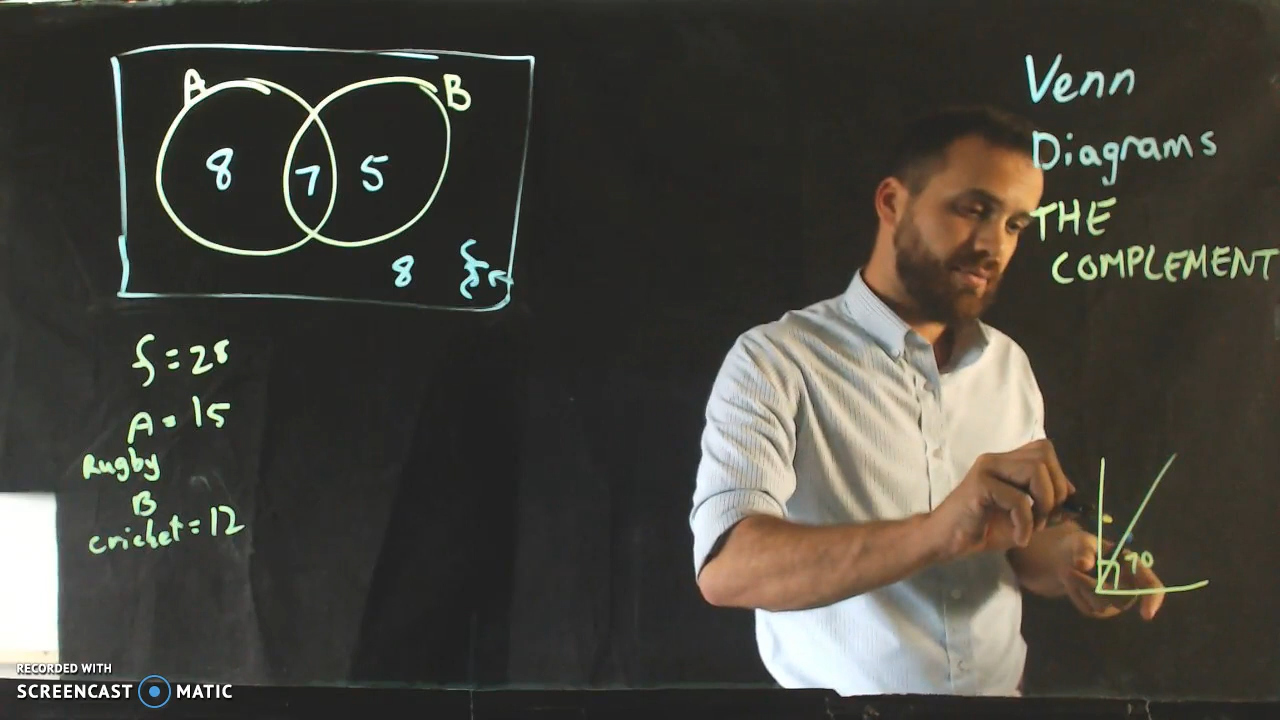 A
B
8
7
5
8
ξ = 28
A = 15
Rugby
B
cricket = 12
Venn
Diagrams
THE
COMPLEMENT
70
RECORDED WITH
SCREENCAST MATIC